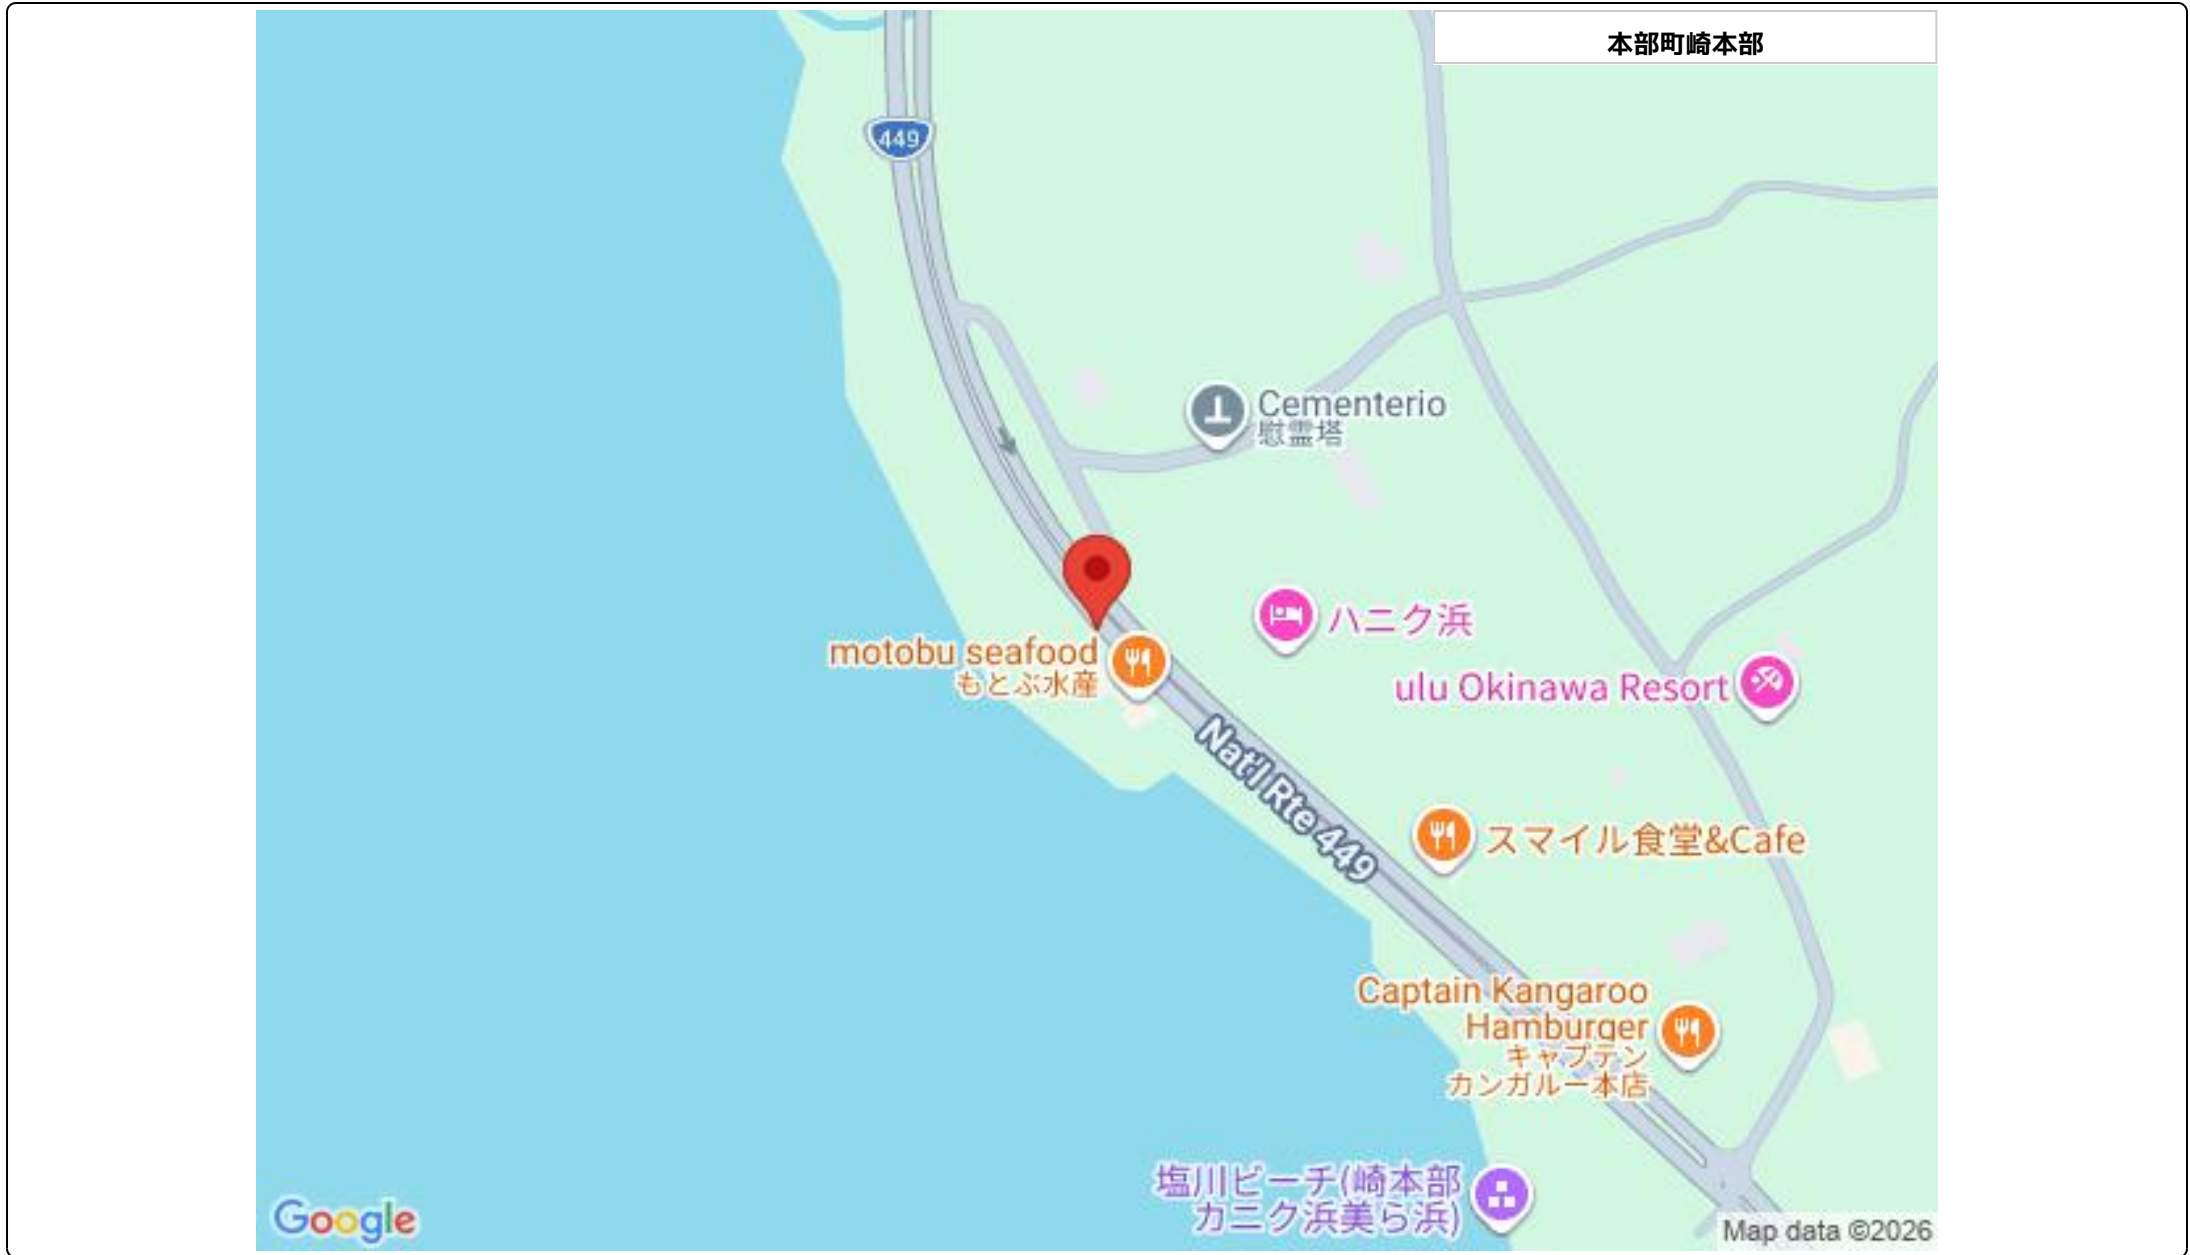 本部町崎本部
449
Cementerio
慰霊塔
ハニク浜
motobu seafood
もとぶ水産
ulu Okinawa Resort
Nat'l Rte 449
スマイル食堂&Cafe
Captain Kangaroo
Hamburger
キャプテン
カンガルー本店
塩川ビーチ(崎本部
カニク浜美ら浜)
Google
Map data ©2026